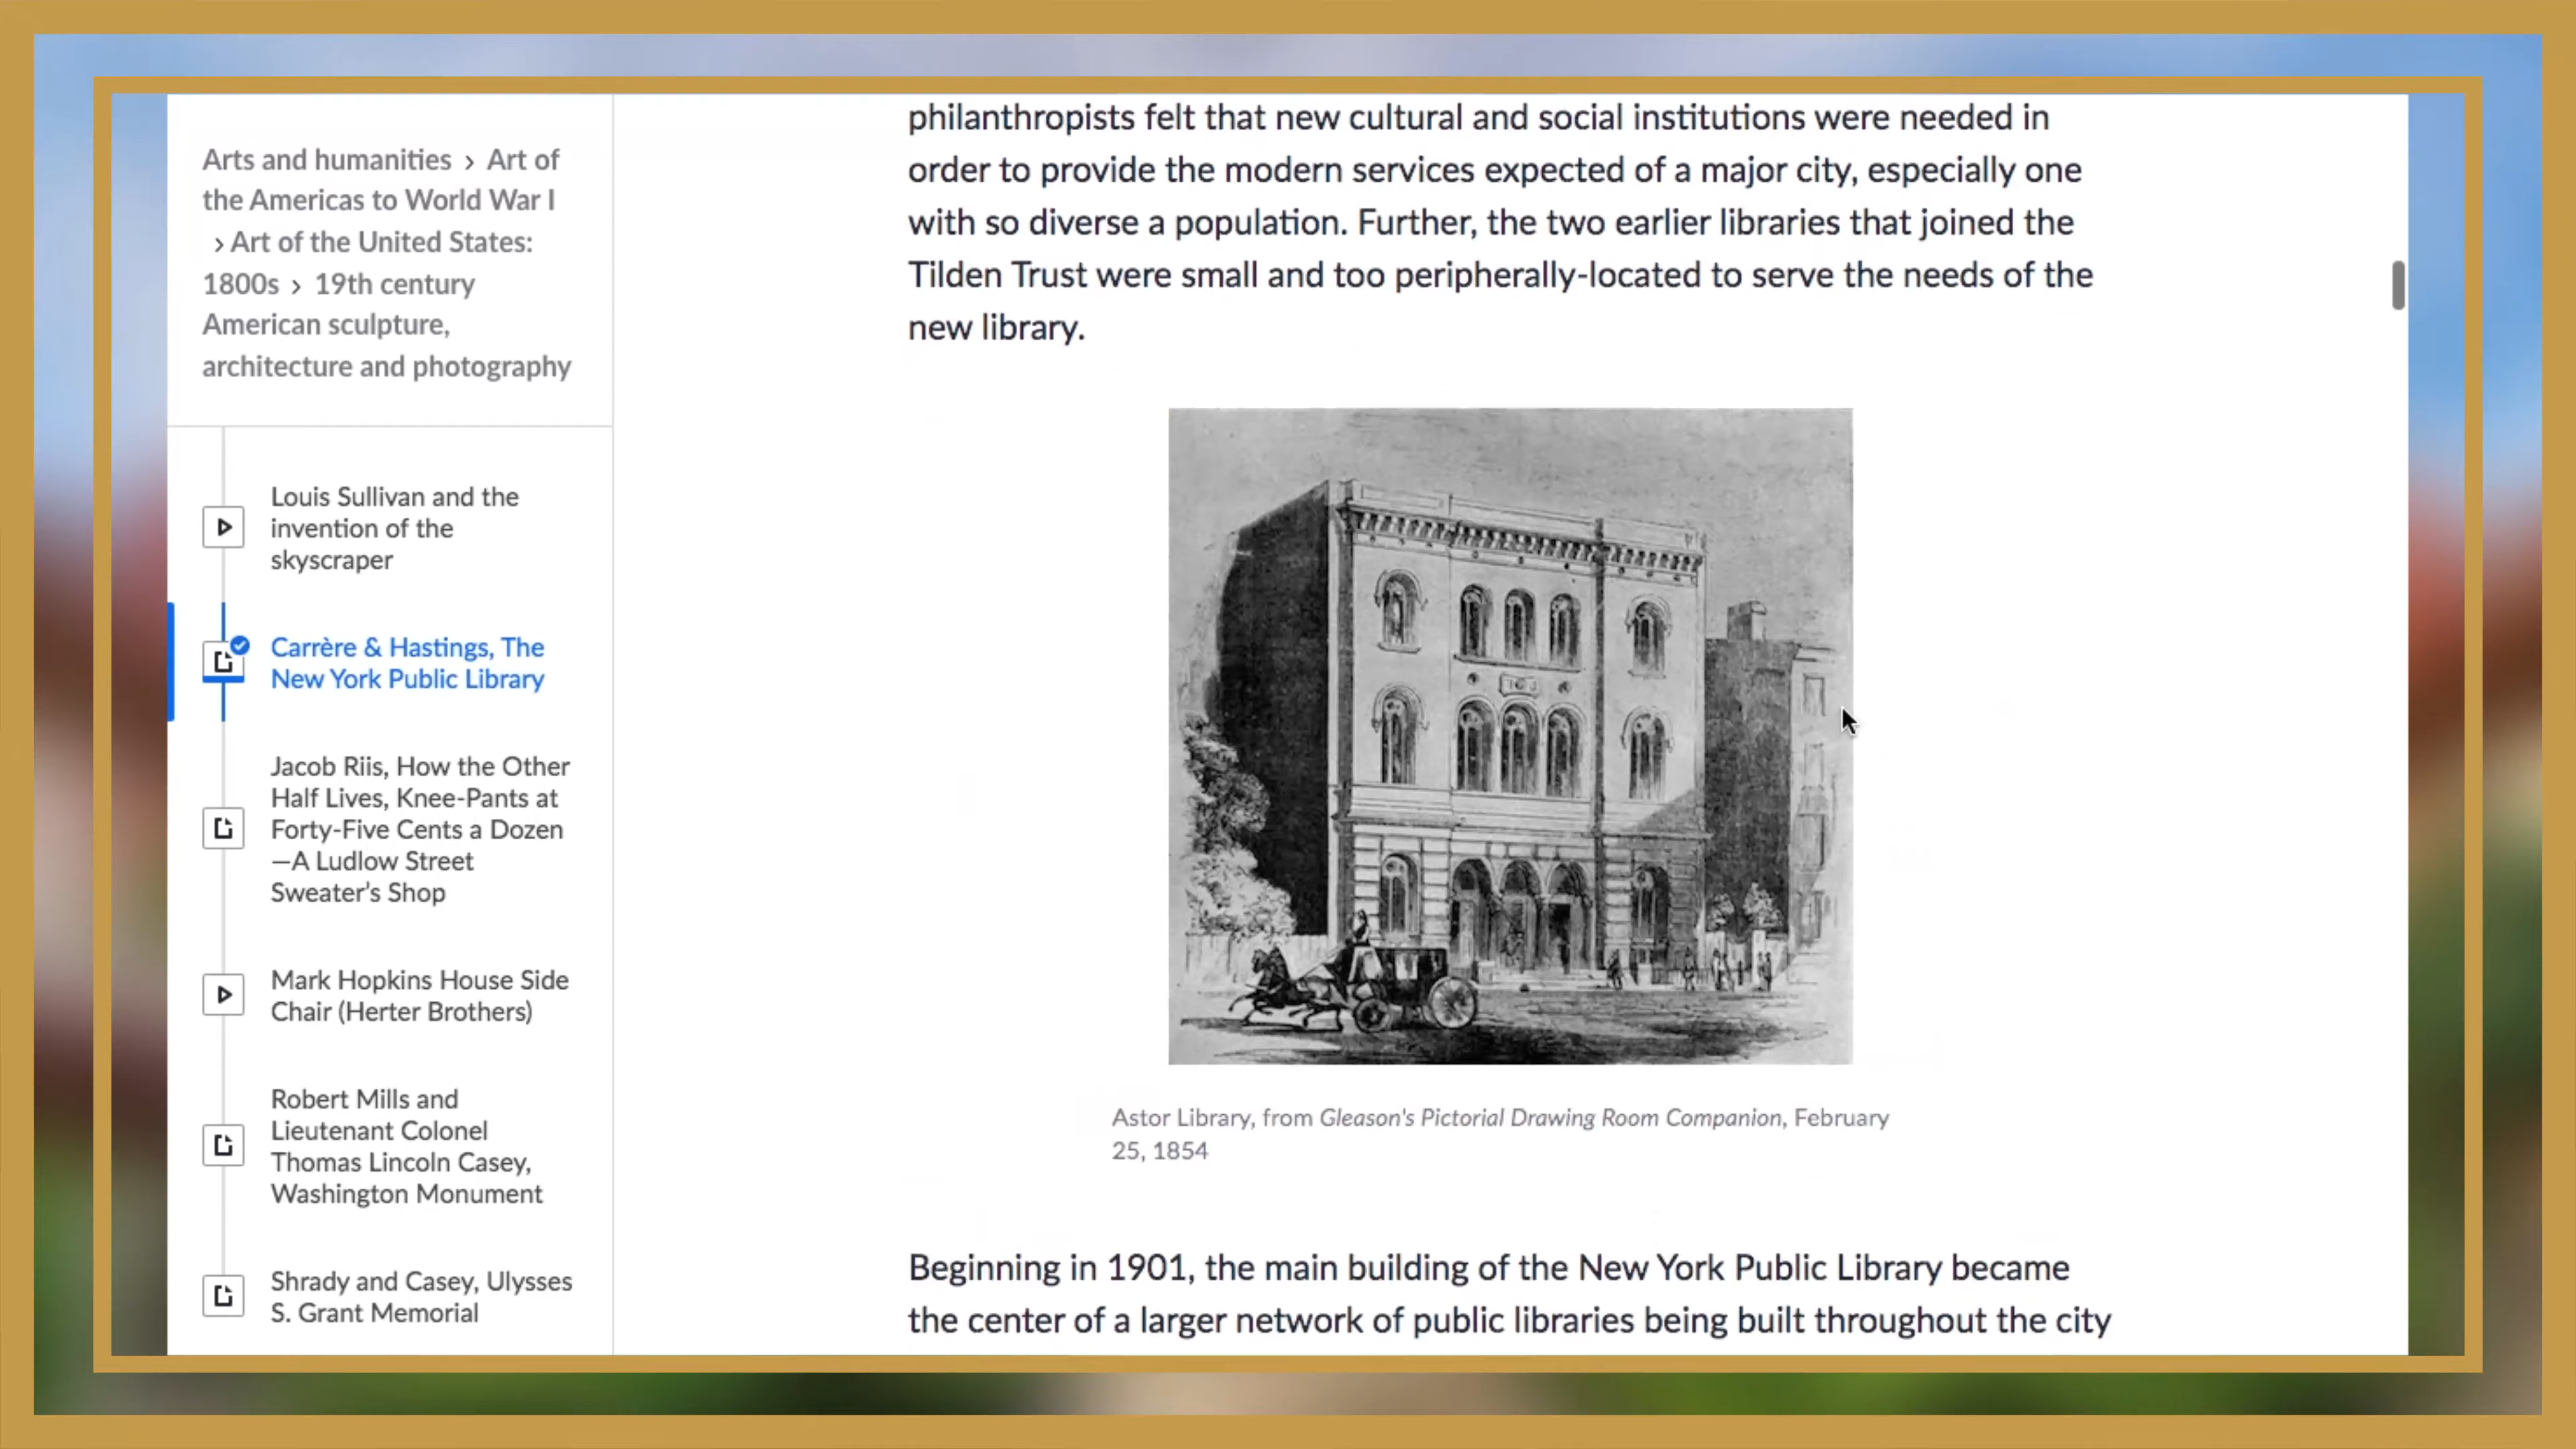 Arts and humanities › Art of
the Americas to World War I
› Art of the United States:
1800s › 19th century
American sculpture,
architecture and photography
Louis Sullivan and the
invention of the
skyscraper
Carrère & Hastings, The
New York Public Library
Jacob Riis, How the Other
Half Lives, Knee-Pants at
Forty-Five Cents a Dozen
—A Ludlow Street
Sweater's Shop
Mark Hopkins House Side
Chair (Herter Brothers)
Robert Mills and
Lieutenant Colonel
Thomas Lincoln Casey,
Washington Monument
Shrady and Casey, Ulysses
S. Grant Memorial
philanthropists felt that new cultural and social institutions were needed in
order to provide the modern services expected of a major city, especially one
with so diverse a population. Further, the two earlier libraries that joined the
Tilden Trust were small and too peripherally-located to serve the needs of the
new library.
Astor Library, from Gleason's Pictorial Drawing Room Companion, February
25, 1854
Beginning in 1901, the main building of the New York Public Library became
the center of a larger network of public libraries being built throughout the city